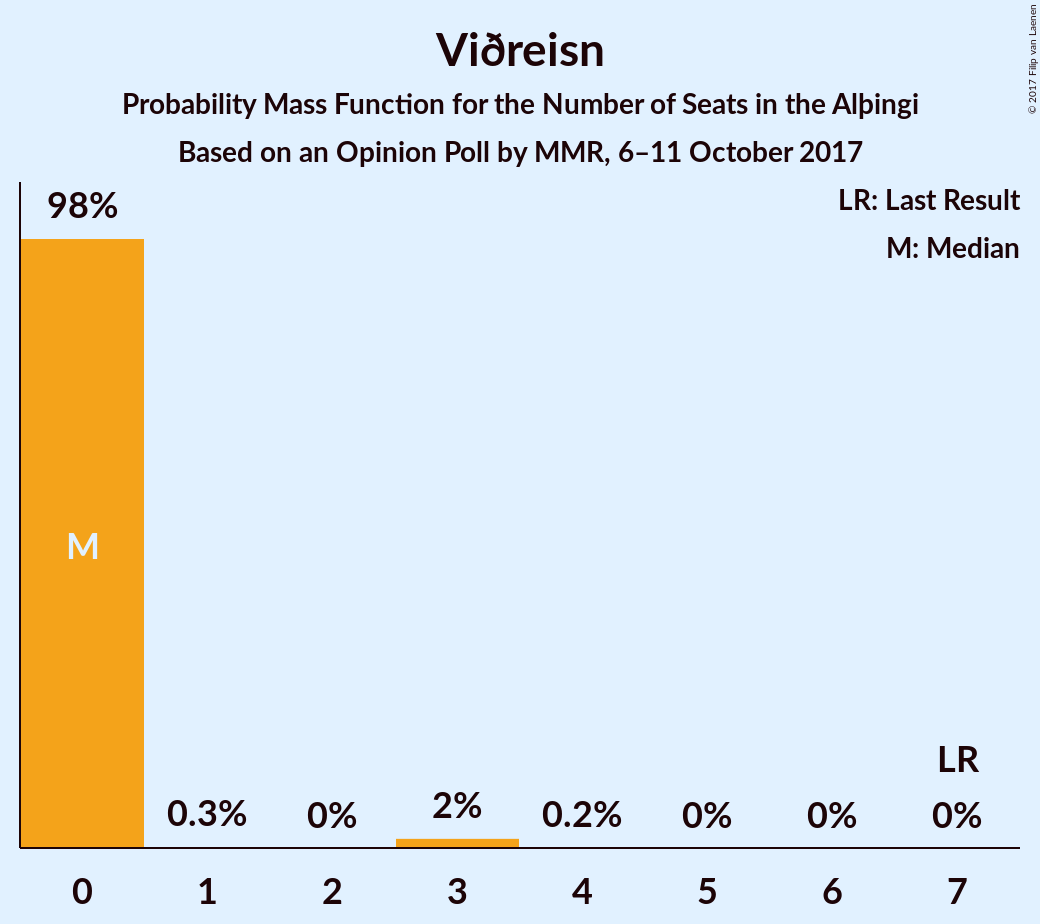 Viðreisn
Probability Mass Function for the Number of Seats in the Alþingi
Based on an Opinion Poll by MMR, 6–11 October 2017
© 2017 Filip van Laenen
LR: Last Result
M: Median
98%
M
0.3%
0%
2%
0.2%
0%
0%
LR
0%
0 1 2 3 4 5 6 7